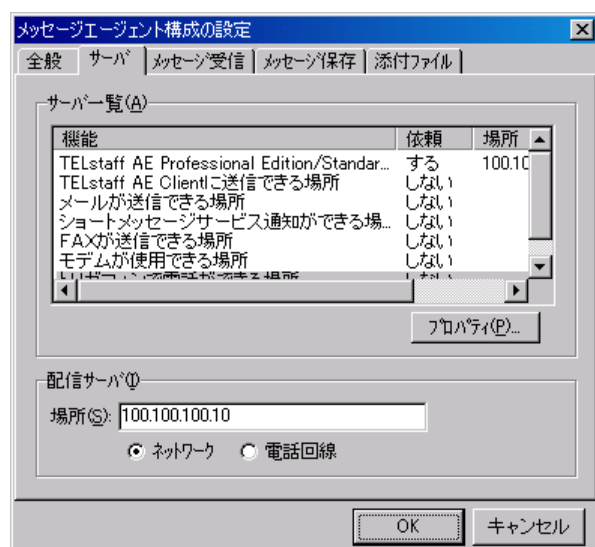 メッセージエージェント構成の設定
全般 サーバ メッセージ受信 メッセージ保存 添付ファイル
サーバ一覧(A)
機能 依頼 場所
TELstaff AE Professional Edition/Standar... する 100.10
TELstaff AE Clientに送信できる場所 しない
メールが送信できる場所 しない
ショートメッセージサービス通知ができる場... しない
FAXが送信できる場所 しない
モデムが使用できる場所 しない
プロパティ(P)...
配信サーバ(I)
場所(S): 100.100.100.10
ネットワーク 電話回線
OK キャンセル